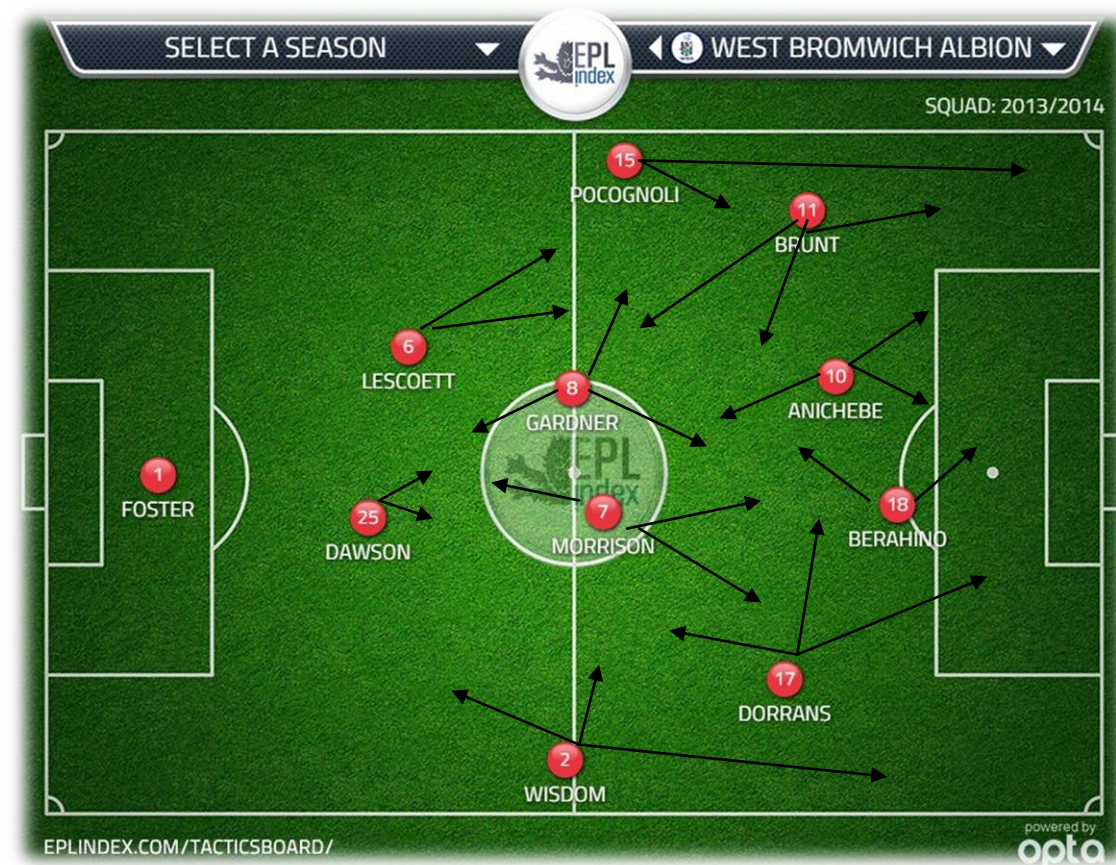 SELECT A SEASON
EPL
index
WEST BROMWICH ALBION
SQUAD: 2013/2014
15
POCOGNOLI
11
BRUNT
6
LESCOETT
8
GARDNER
10
ANICHEBE
EPL
index
1
FOSTER
25
DAWSON
7
MORRISON
18
BERAHINO
17
DORRANS
2
WISDOM
EPLINDEX.COM/TACTICSBOARD/
powered by
opta